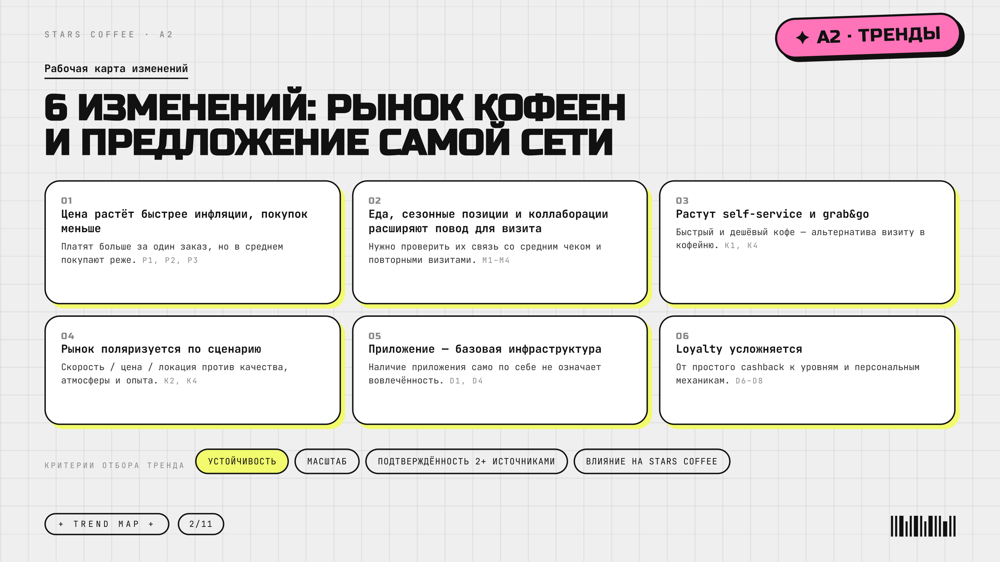 STARS COFFEE · A2
✦ A2 · ТРЕНДЫ
Рабочая карта изменений
6 ИЗМЕНЕНИЙ: РЫНОК КОФЕЕН
И ПРЕДЛОЖЕНИЕ САМОЙ СЕТИ
01
Цена растёт быстрее инфляции, покупок
меньше
Платят больше за один заказ, но в среднем
покупают реже. P1, P2, P3
02
Еда, сезонные позиции и коллаборации
расширяют повод для визита
Нужно проверить их связь со средним чеком и
повторными визитами. M1–M4
03
Растут self-service и grab&go
Быстрый и дешёвый кофе — альтернатива визиту в
кофейню. K1, K4
04
Рынок поляризуется по сценарию
Скорость / цена / локация против качества,
атмосферы и опыта. K2, K4
05
Приложение — базовая инфраструктура
Наличие приложения само по себе не означает
вовлечённость. D1, D4
06
Loyalty усложняется
От простого cashback к уровням и персональным
механикам. D6–D8
КРИТЕРИИ ОТБОРА ТРЕНДА
УСТОЙЧИВОСТЬ
МАСШТАБ
ПОДТВЕРЖДЁННОСТЬ 2+ ИСТОЧНИКАМИ
ВЛИЯНИЕ НА STARS COFFEE
+ TREND MAP +
2/11